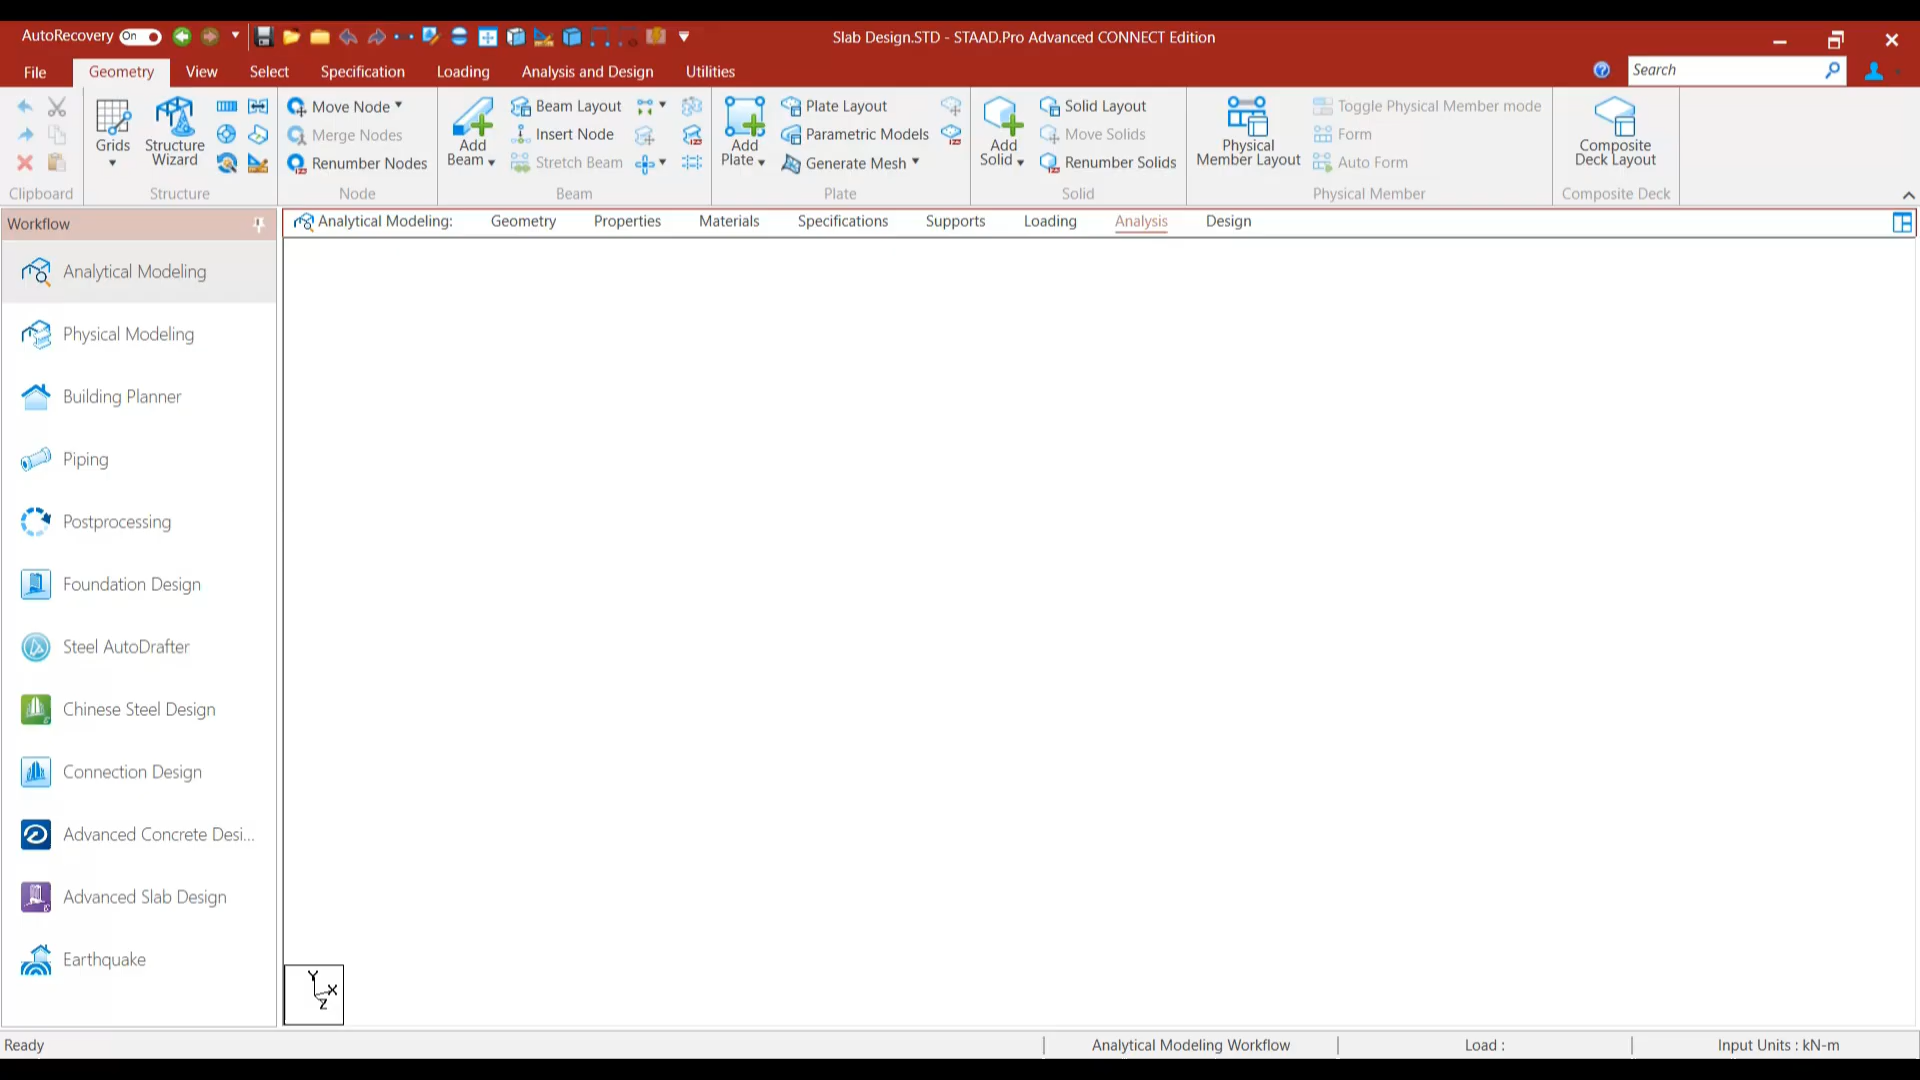 AutoRecovery On
Slab Design.STD - STAAD.Pro Advanced CONNECT Edition
File Geometry View Select Specification Loading Analysis and Design Utilities
Search
Grids
Structure Wizard
Structure
Clipboard
Move Node
Merge Nodes
Renumber Nodes
Node
Add Beam
Beam Layout
Insert Node
Stretch Beam
Beam
Add Plate
Plate Layout
Parametric Models
Generate Mesh
Plate
Add Solid
Solid Layout
Move Solids
Renumber Solids
Solid
Physical Member Layout
Toggle Physical Member mode
Form
Auto Form
Physical Member
Composite Deck Layout
Composite Deck
Workflow
Analytical Modeling: Geometry Properties Materials Specifications Supports Loading Analysis Design
Analytical Modeling
Physical Modeling
Building Planner
Piping
Postprocessing
Foundation Design
Steel AutoDrafter
Chinese Steel Design
Connection Design
Advanced Concrete Desi...
Advanced Slab Design
Earthquake
Y
X
Z
Ready
Analytical Modeling Workflow
Load :
Input Units : kN-m